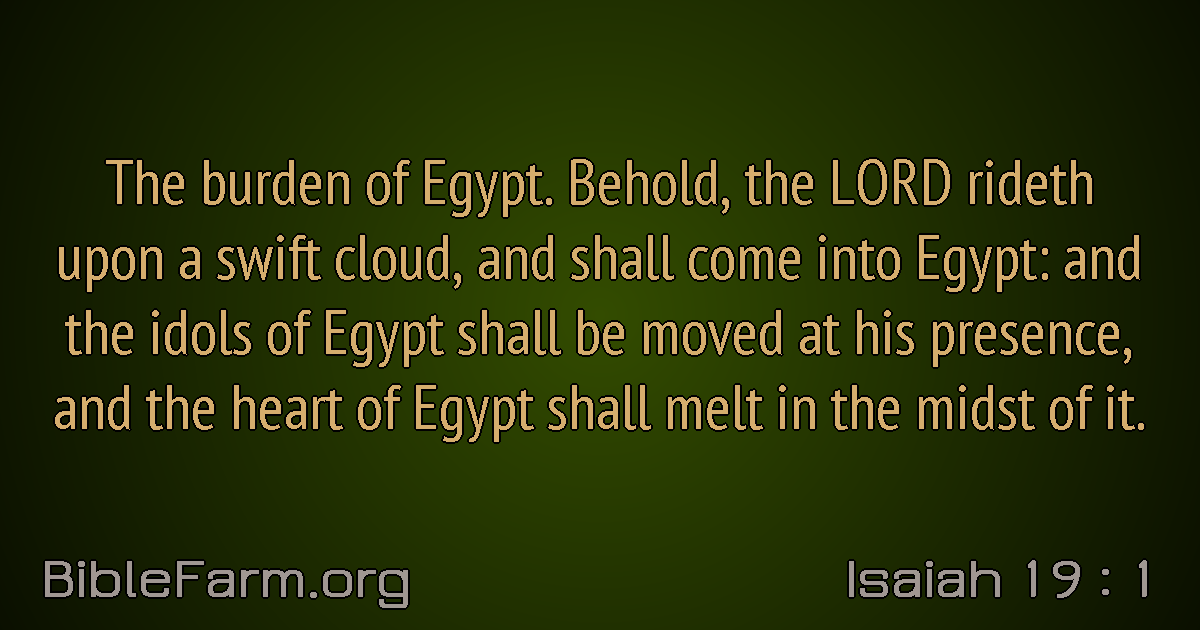 The burden of Egypt. Behold, the LORD rideth
upon a swift cloud, and shall come into Egypt: and
the idols of Egypt shall be moved at his presence,
and the heart of Egypt shall melt in the midst of it.
BibleFarm.org
Isaiah 19 : 1